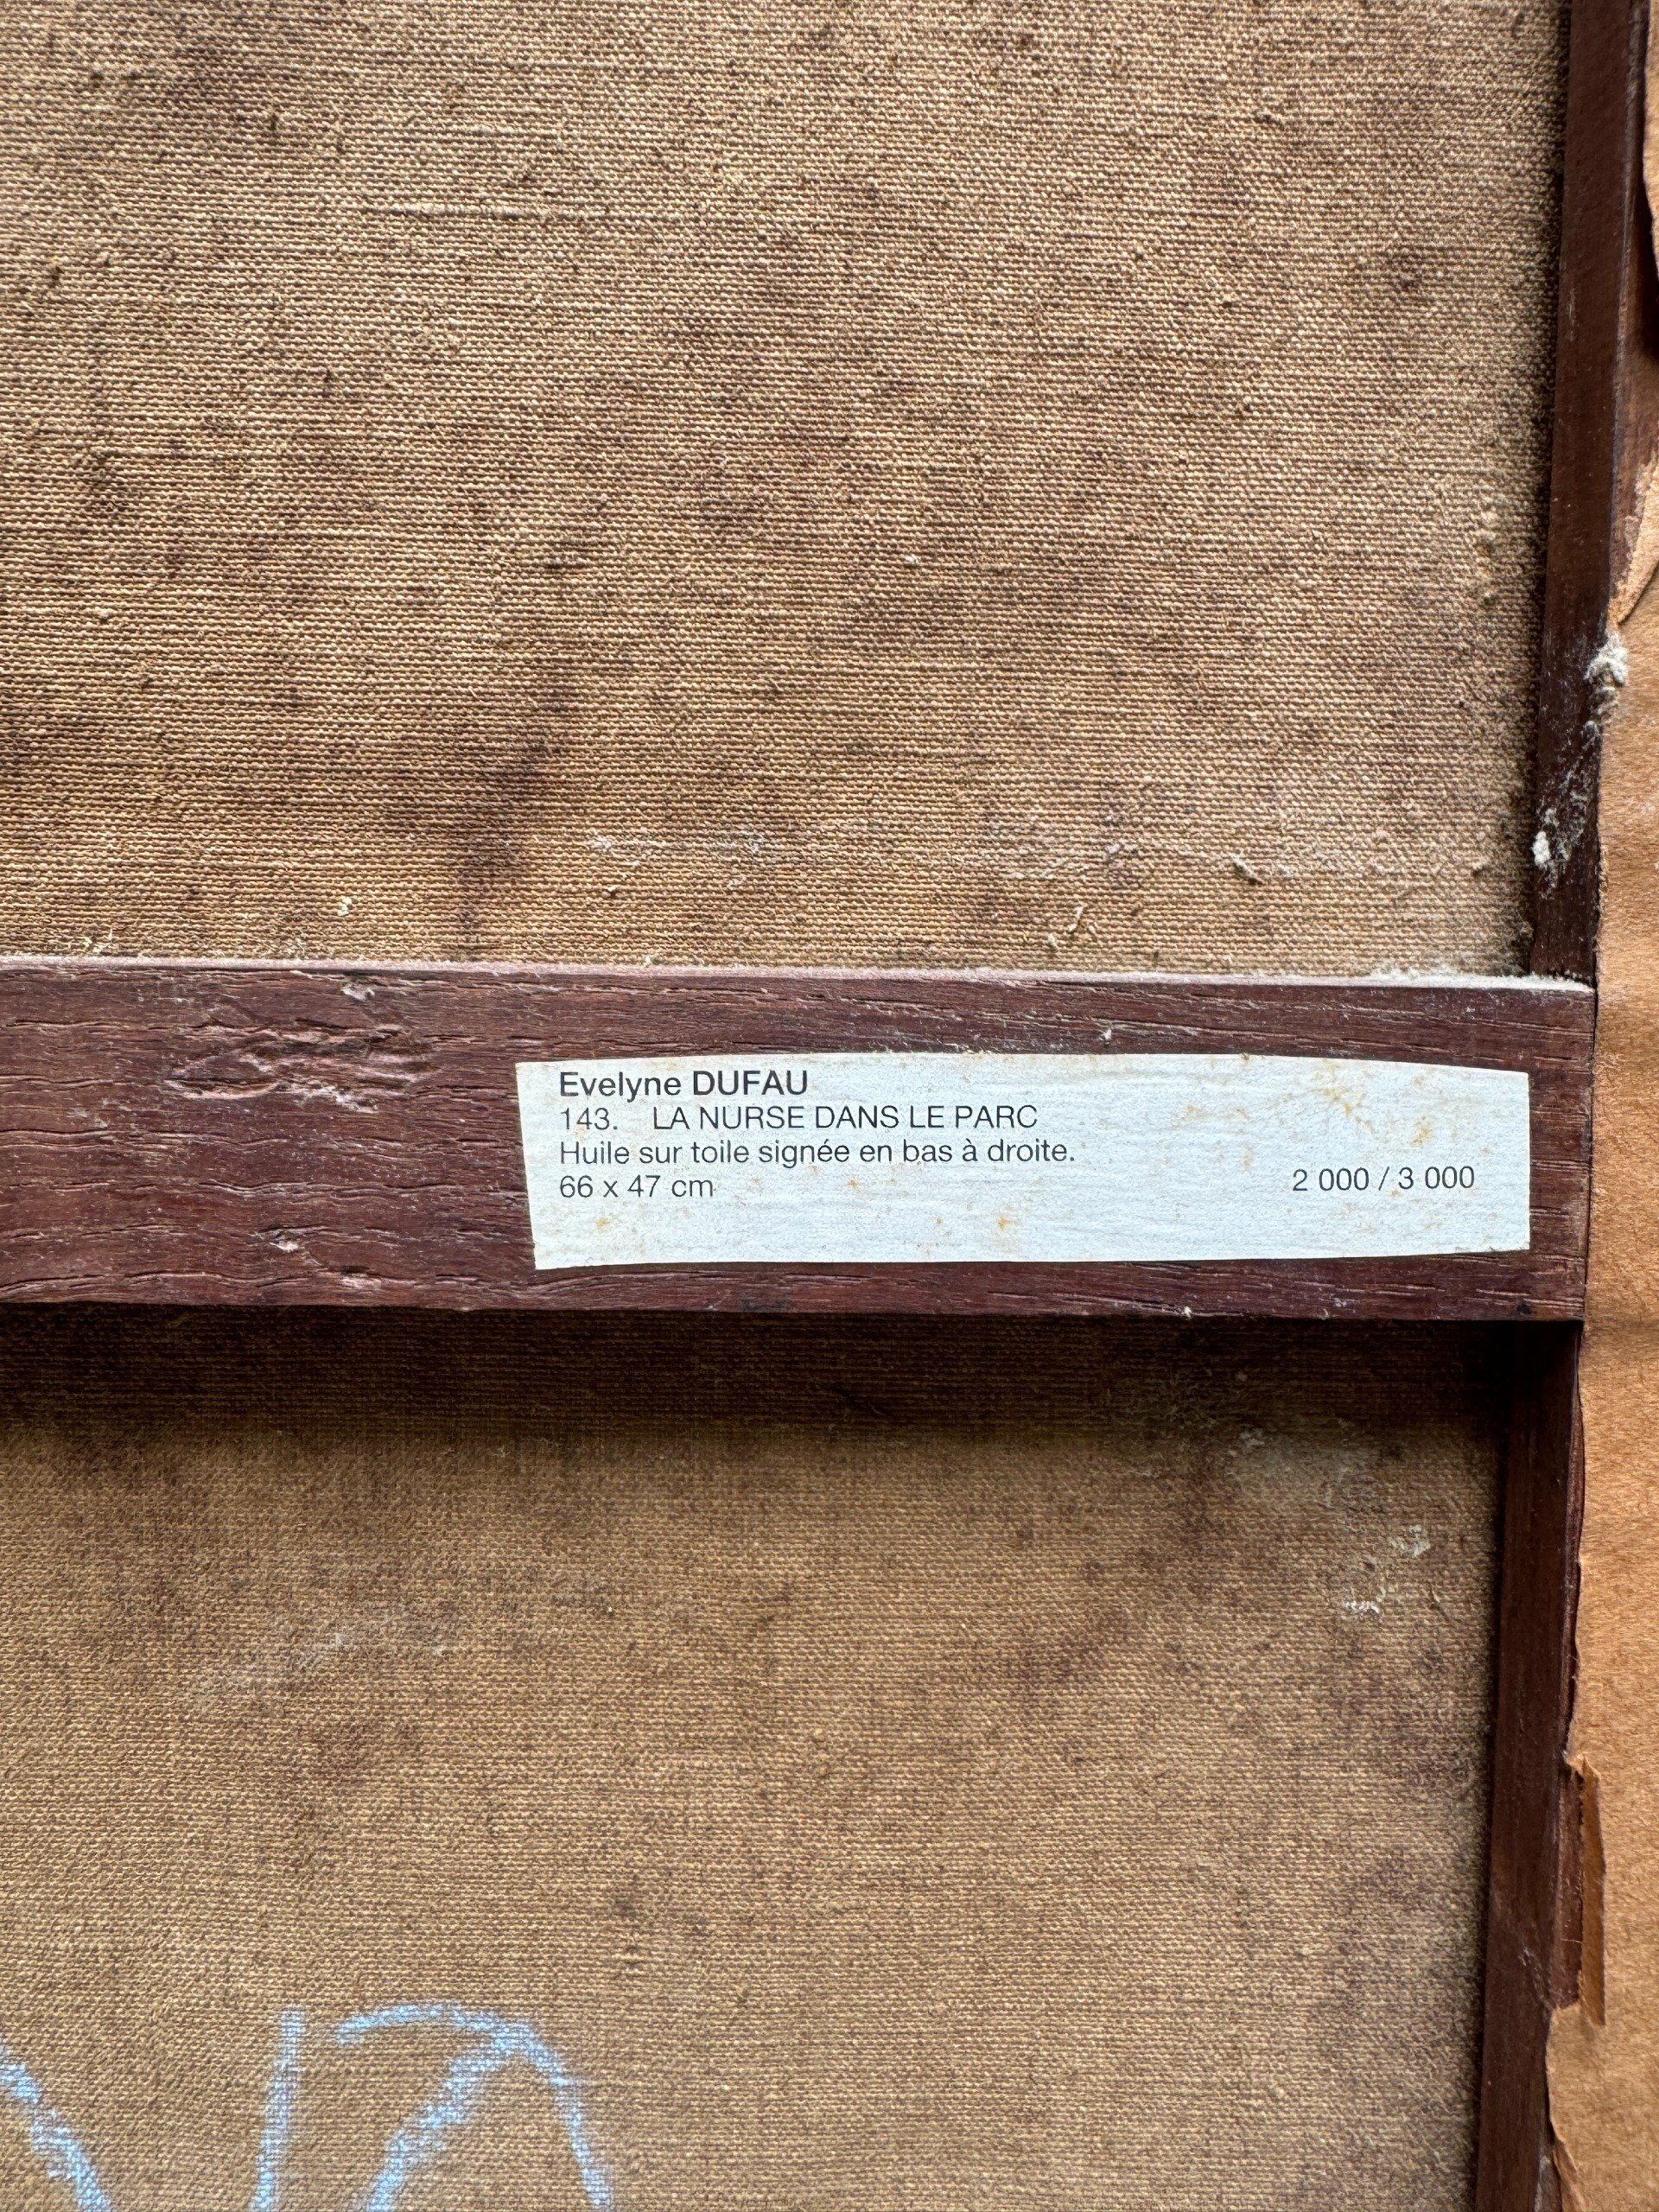 Evelyne DUFAU
143. LA NURSE DANS LE PARC
Huile sur toile signée en bas à droite.
66 x 47 cm 2 000 / 3 000